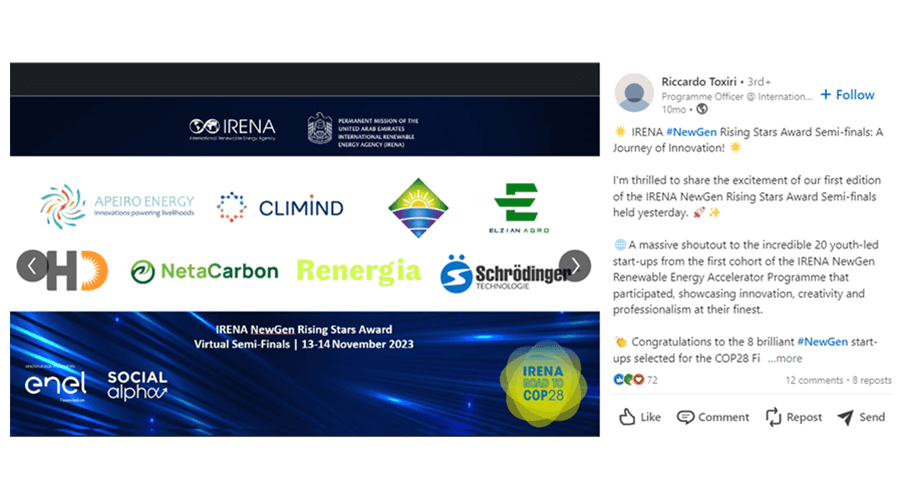 IRENA
International Renewable Energy Agency
PERMANENT MISSION OF THE
UNITED ARAB EMIRATES
INTERNATIONAL RENEWABLE
ENERGY AGENCY (IRENA)
APEIRO ENERGY
Innovations powering livelihoods
CLIMIND
ELZIAN AGRO
HD
NetaCarbon
Renergia
Schrödinger
TECHNOLOGIE
IRENA NewGen Rising Stars Award
Virtual Semi-Finals | 13-14 November 2023
enel
Foundation
SOCIAL
alpha
IRENA
ROAD TO
COP28
Riccardo Toxiri • 3rd+
Programme Officer @ Internation...
10mo •
+ Follow
IRENA #NewGen Rising Stars Award Semi-finals: A
Journey of Innovation!
I'm thrilled to share the excitement of our first edition
of the IRENA NewGen Rising Stars Award Semi-finals
held yesterday.
A massive shoutout to the incredible 20 youth-led
start-ups from the first cohort of the IRENA NewGen
Renewable Energy Accelerator Programme that
participated, showcasing innovation, creativity and
professionalism at their finest.
Congratulations to the 8 brilliant #NewGen start-
ups selected for the COP28 Fi ...more
72
12 comments • 8 reposts
Like
Comment
Repost
Send